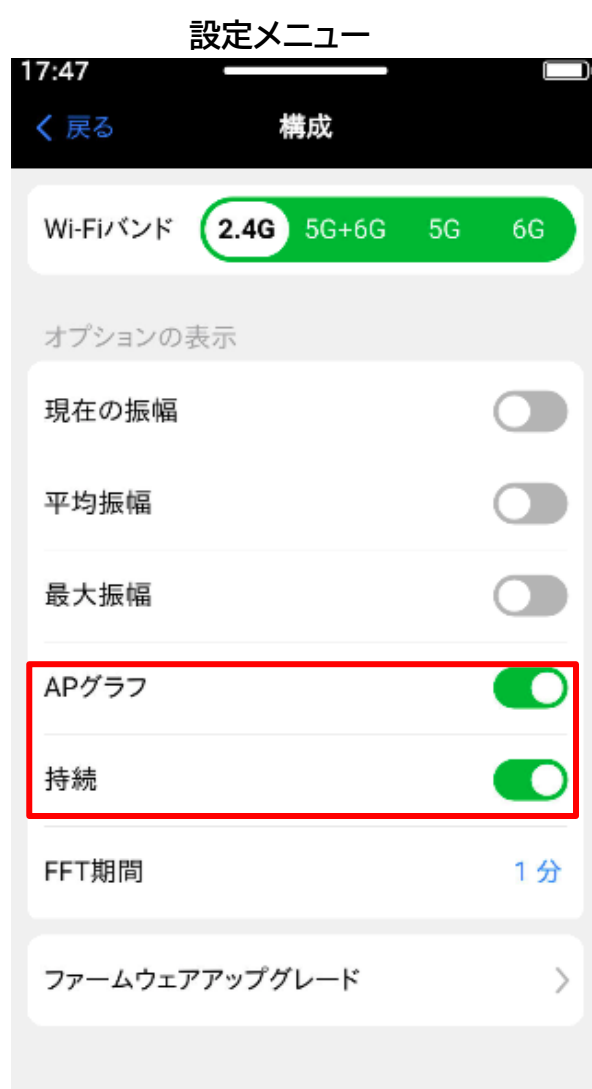 設定メニュー
17:47
戻る 構成
Wi-Fiバンド 2.4G 5G+6G 5G 6G
オプションの表示
現在の振幅
平均振幅
最大振幅
APグラフ
持続
FFT期間 1 分
ファームウェアアップグレード